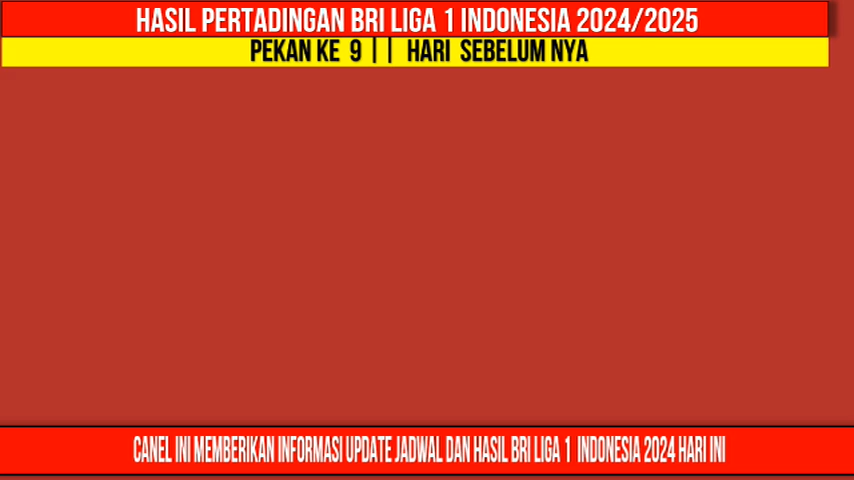 HASIL PERTADINGAN BRI LIGA 1 INDONESIA 2024/2025
PEKAN KE 9 || HARI SEBELUM NYA
CANEL INI MEMBERIKAN INFORMASI UPDATE JADWAL DAN HASIL BRI LIGA 1 INDONESIA 2024 HARI INI